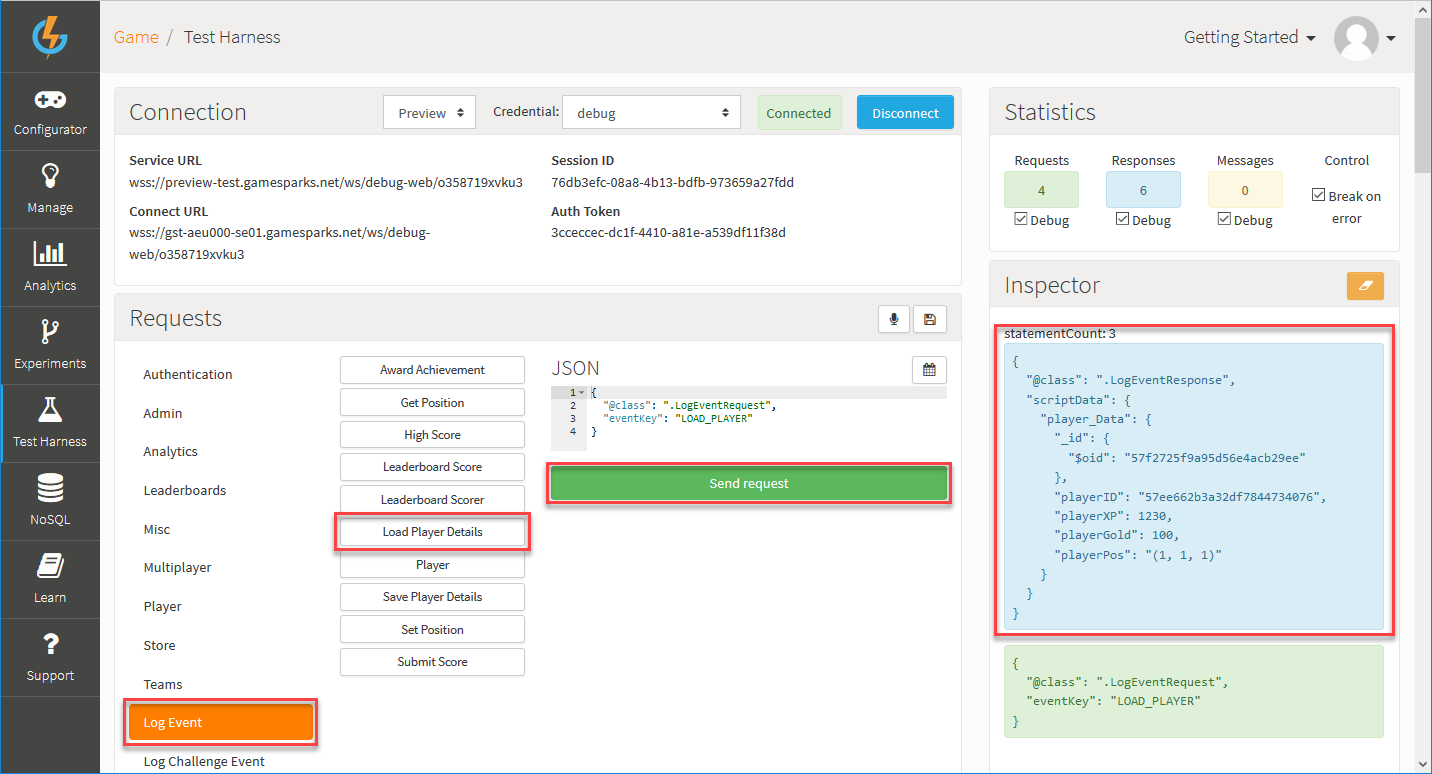 Game / Test Harness
Getting Started
Configurator
Manage
Analytics
Experiments
Test Harness
NoSQL
Learn
Support
Connection
Preview
Credential:
debug
Connected
Disconnect
Service URL
wss://preview-test.gamesparks.net/ws/debug-web/o358719xvku3
Connect URL
wss://gst-aeu000-se01.gamesparks.net/ws/debug-
web/o358719xvku3
Session ID
76db3efc-08a8-4b13-bdfb-973659a27fdd
Auth Token
3cceccec-dc1f-4410-a81e-a539df11f38d
Requests
Authentication
Admin
Analytics
Leaderboards
Misc
Multiplayer
Player
Store
Teams
Log Event
Log Challenge Event
Award Achievement
Get Position
High Score
Leaderboard Score
Leaderboard Scorer
Load Player Details
Player
Save Player Details
Set Position
Submit Score
JSON
1 {
2 "@class": ".LogEventRequest",
3 "eventKey": "LOAD_PLAYER"
4 }
Send request
Statistics
Requests
4
Debug
Responses
6
Debug
Messages
0
Debug
Control
Break on
error
Inspector
statementCount: 3
{
"@class": ".LogEventResponse",
"scriptData": {
"player_Data": {
"_id": {
"$oid": "57f2725f9a95d56e4acb29ee"
},
"playerID": "57ee662b3a32df7844734076",
"playerXP": 1230,
"playerGold": 100,
"playerPos": "(1, 1, 1)"
}
}
}
{
"@class": ".LogEventRequest",
"eventKey": "LOAD_PLAYER"
}